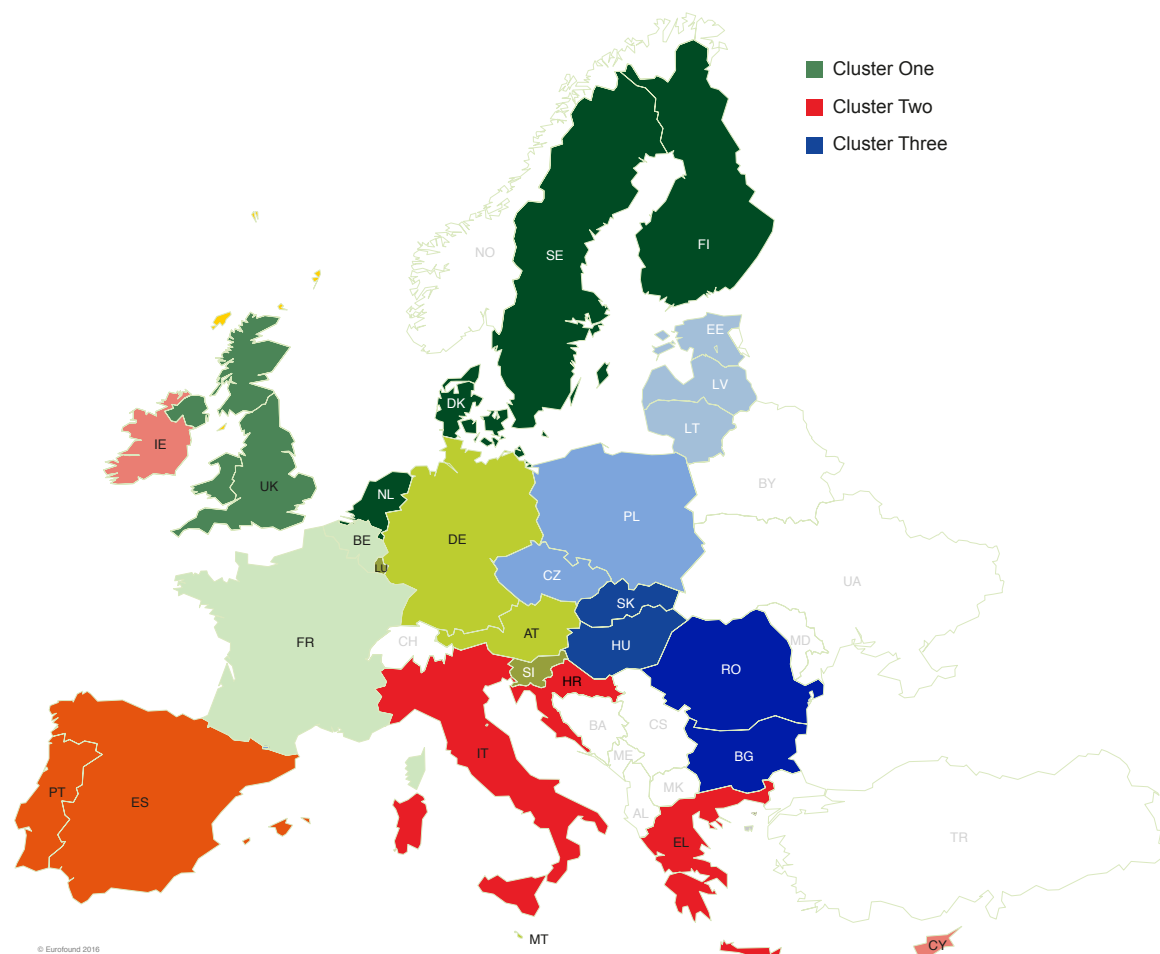 Cluster One
Cluster Two
Cluster Three
NO
SE
FI
EE
LV
LT
DK
IE
UK
NL
BE
LU
DE
PL
BY
CZ
UA
SK
AT
HU
CH
FR
MD
SI
HR
RO
BA
CS
IT
ME
BG
MK
PT
ES
AL
EL
TR
MT
CY
© Eurofound 2016